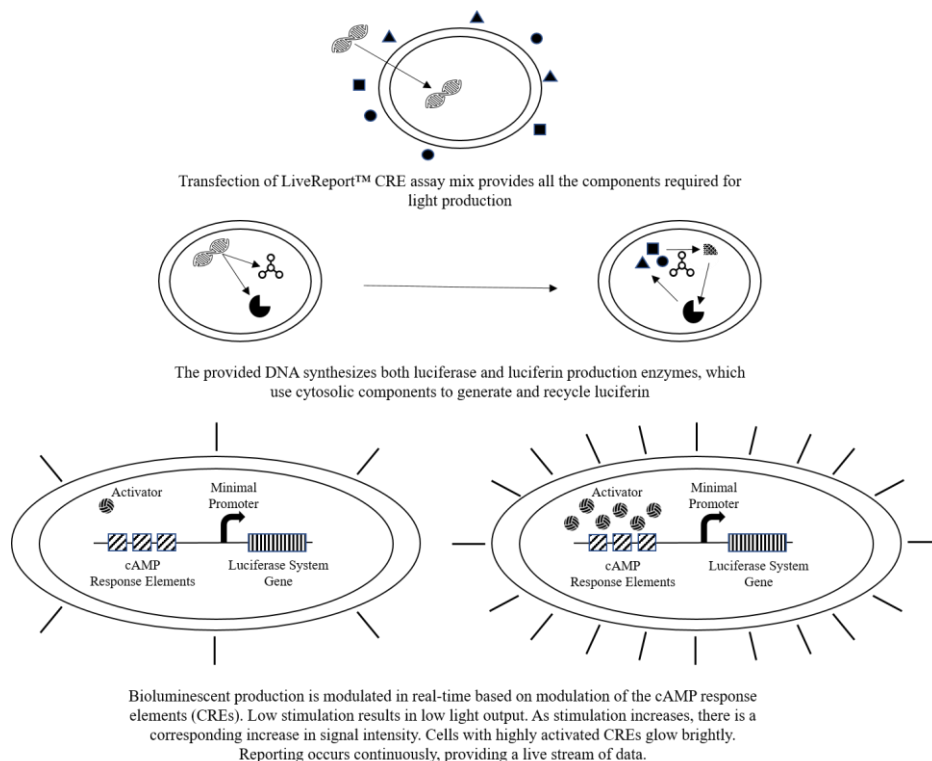 Transfection of LiveReport™ CRE assay mix provides all the components required for
light production
The provided DNA synthesizes both luciferase and luciferin production enzymes, which
use cytosolic components to generate and recycle luciferin
Activator
Minimal
Promoter
cAMP
Response Elements
Luciferase System
Gene
Activator
Minimal
Promoter
cAMP
Response Elements
Luciferase System
Gene
Bioluminescent production is modulated in real-time based on modulation of the cAMP response
elements (CREs). Low stimulation results in low light output. As stimulation increases, there is a
corresponding increase in signal intensity. Cells with highly activated CREs glow brightly.
Reporting occurs continuously, providing a live stream of data.